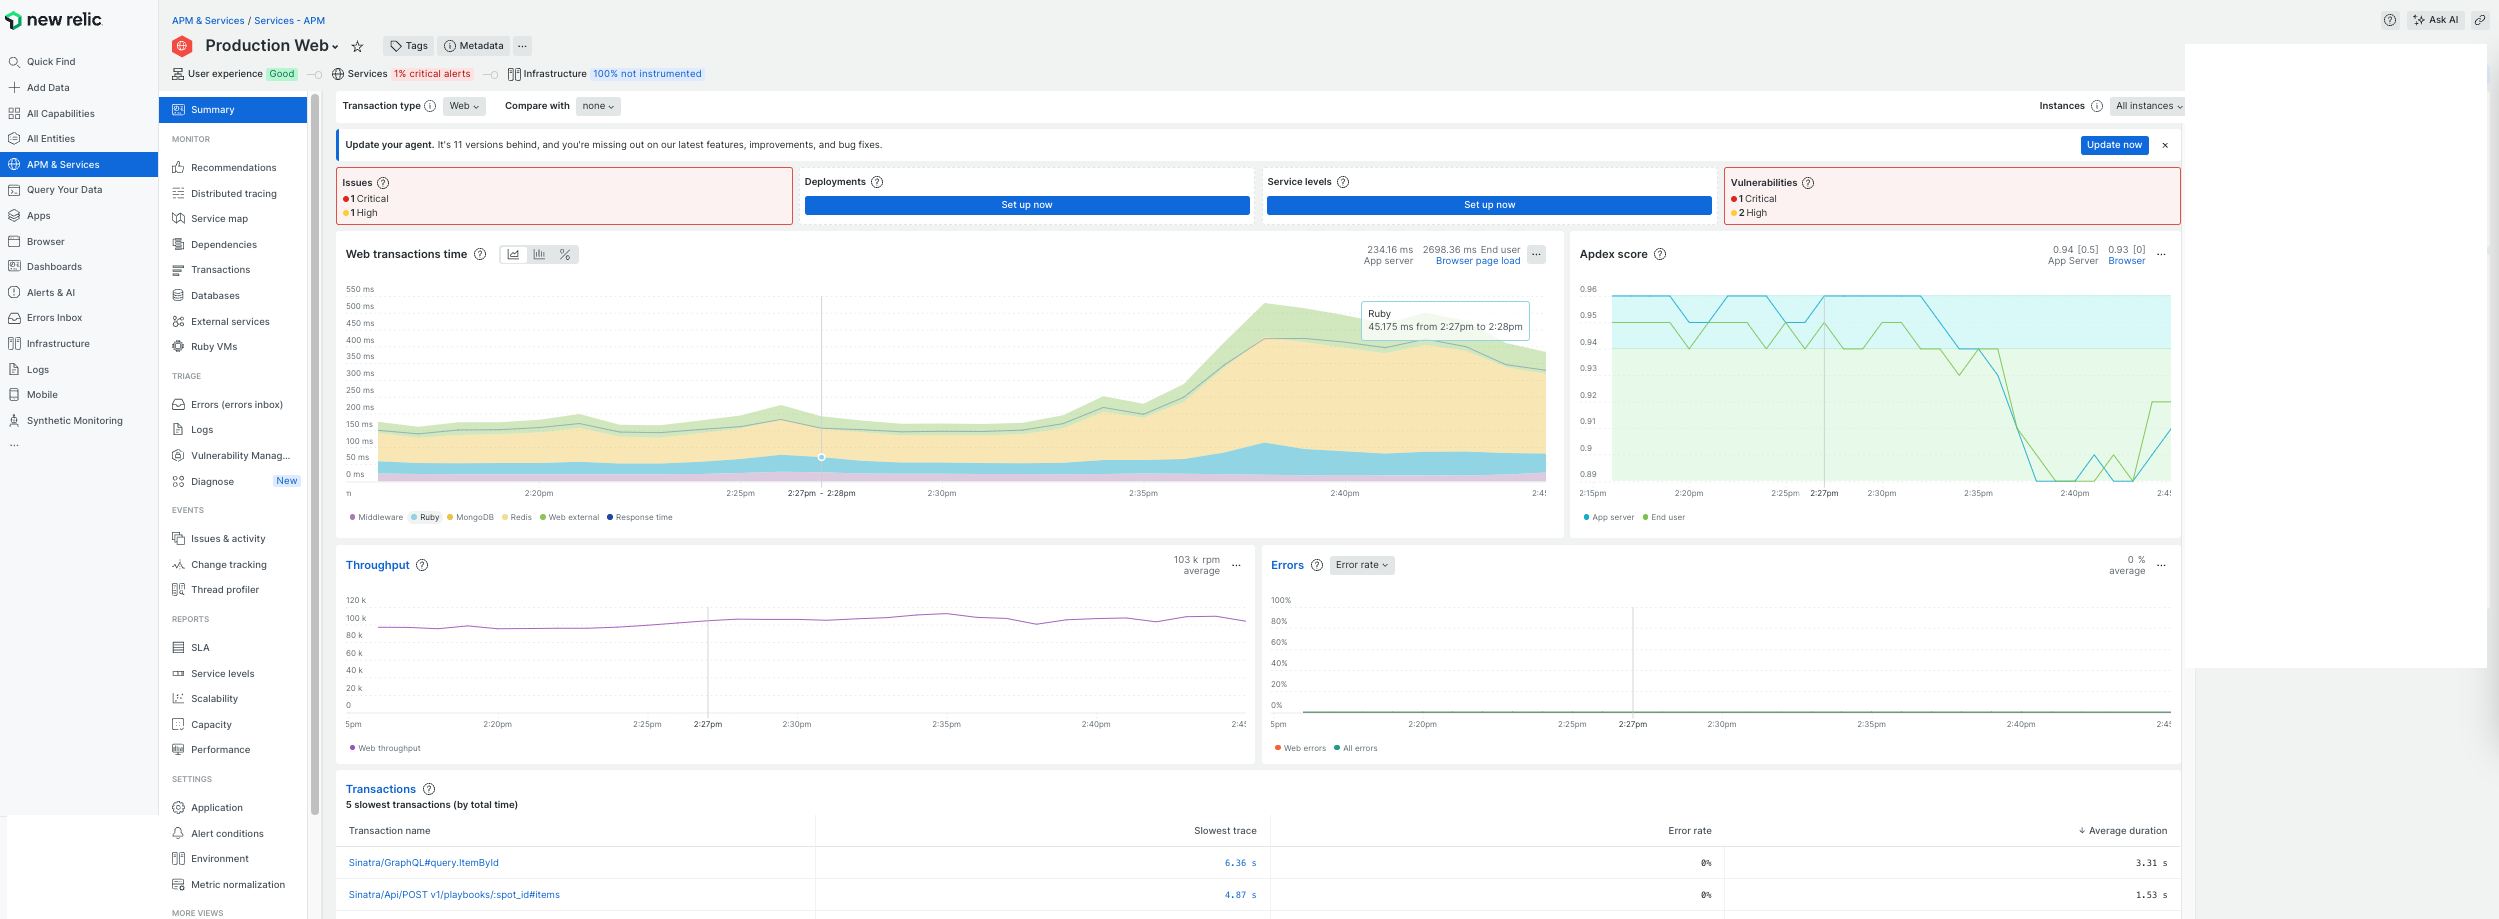 new relic
Quick Find
Add Data
All Capabilities
All Entities
APM & Services
Query Your Data
Apps
Browser
Dashboards
Alerts & AI
Errors Inbox
Infrastructure
Logs
Mobile
Synthetic Monitoring
...
APM & Services / Services - APM
Ask AI
Production Web
Tags
Metadata
...
User experience Good
Services 1% critical alerts
Infrastructure 100% not instrumented
Summary
MONITOR
Recommendations
Distributed tracing
Service map
Dependencies
Transactions
Databases
External services
Ruby VMs
TRIAGE
Errors (errors inbox)
Logs
Vulnerability Manag...
Diagnose New
EVENTS
Issues & activity
Change tracking
Thread profiler
REPORTS
SLA
Service levels
Scalability
Capacity
Performance
SETTINGS
Application
Alert conditions
Environment
Metric normalization
MORE VIEWS
Transaction type Web Compare with none
Instances All instances
Update your agent. It's 11 versions behind, and you're missing out on our latest features, improvements, and bug fixes.
Update now
Issues
1 Critical
1 High
Deployments
Set up now
Service levels
Set up now
Vulnerabilities
1 Critical
2 High
Web transactions time
234.16 ms
App server
2698.36 ms End user
Browser page load
...
550 ms
500 ms
450 ms
400 ms
350 ms
300 ms
250 ms
200 ms
150 ms
100 ms
50 ms
0 ms
Ruby
45.175 ms from 2:27pm to 2:28pm
m 2:20pm 2:25pm 2:27pm - 2:28pm 2:30pm 2:35pm 2:40pm 2:4
Middleware Ruby MongoDB Redis Web external Response time
Apdex score
0.94 [0.5]
App Server
0.93 [0]
Browser
...
0.96
0.95
0.94
0.93
0.92
0.91
0.9
0.89
2:15pm 2:20pm 2:25pm 2:27pm 2:30pm 2:35pm 2:40pm 2:4
App server End user
Throughput
103 k rpm
average
...
120 k
100 k
80 k
60 k
40 k
20 k
0
5pm 2:20pm 2:25pm 2:27pm 2:30pm 2:35pm 2:40pm 2:4
Web throughput
Errors Error rate
0 %
average
...
100%
80%
60%
40%
20%
0%
5pm 2:20pm 2:25pm 2:27pm 2:30pm 2:35pm 2:40pm 2:4
Web errors All errors
Transactions
5 slowest transactions (by total time)
Transaction name Slowest trace Error rate Average duration
Sinatra/GraphQL#query.ItemById 6.36 s 0% 3.31 s
Sinatra/Api/POST v1/playbooks/:spot_id#items 4.87 s 0% 1.53 s